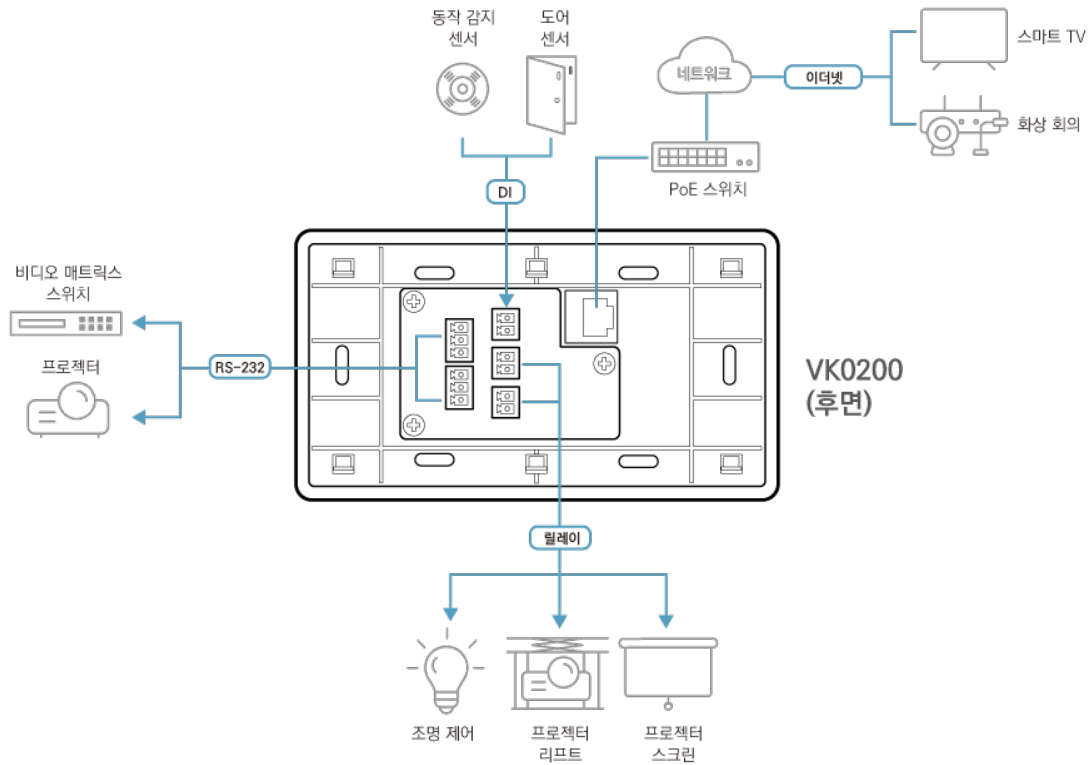 동작 감지
센서
도어
센서
네트워크
이더넷
스마트 TV
화상 회의
PoE 스위치
DI
비디오 매트릭스
스위치
프로젝터
RS-232
VK0200
(후면)
릴레이
조명 제어
프로젝터
리프트
프로젝터
스크린